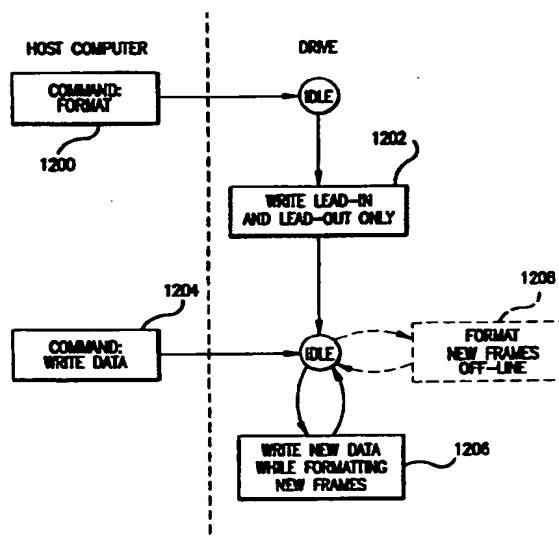 HOST COMPUTER
DRIVE
COMMAND:
FORMAT
1200
IDLE
1202
WRITE LEAD-IN
AND LEAD-OUT ONLY
1204
COMMAND:
WRITE DATA
IDLE
1208
FORMAT
NEW FRAMES
OFF-LINE
WRITE NEW DATA
WHILE FORMATTING
NEW FRAMES
1206